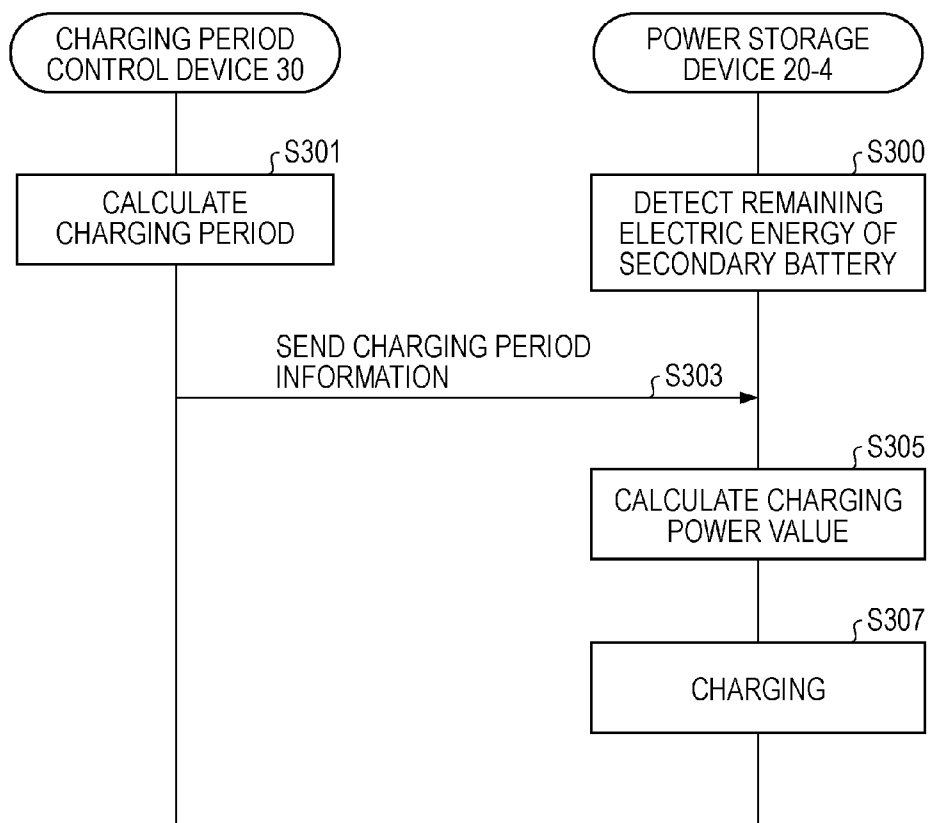 CHARGING PERIOD
CONTROL DEVICE 30
POWER STORAGE
DEVICE 20-4
S301
CALCULATE
CHARGING PERIOD
S300
DETECT REMAINING
ELECTRIC ENERGY OF
SECONDARY BATTERY
SEND CHARGING PERIOD
INFORMATION
S303
S305
CALCULATE CHARGING
POWER VALUE
S307
CHARGING